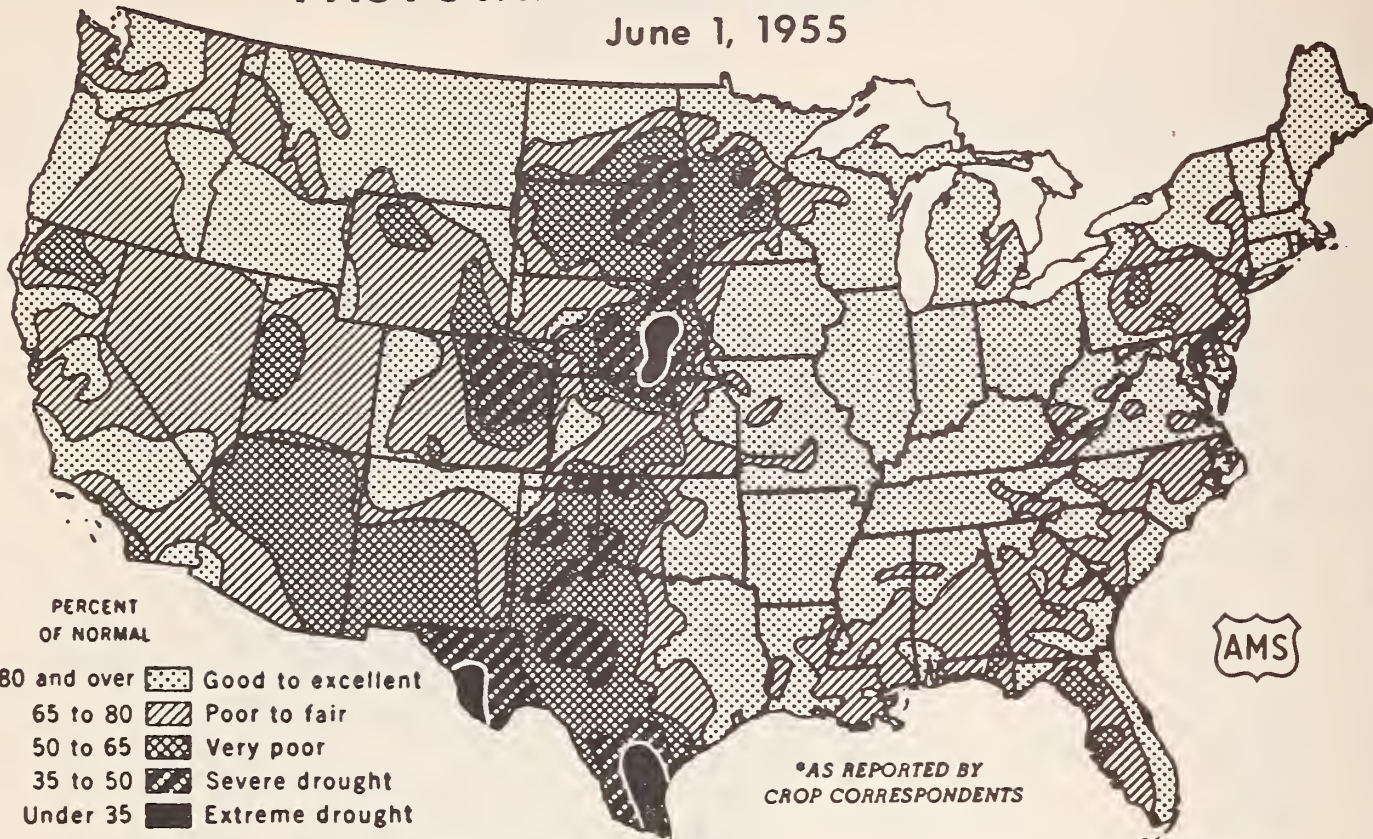 June 1, 1955
PERCENT
OF NORMAL
80 and over Good to excellent
65 to 80 Poor to fair
50 to 65 Very poor
35 to 50 Severe drought
Under 35 Extreme drought
AMS
*AS REPORTED BY
CROP CORRESPONDENTS